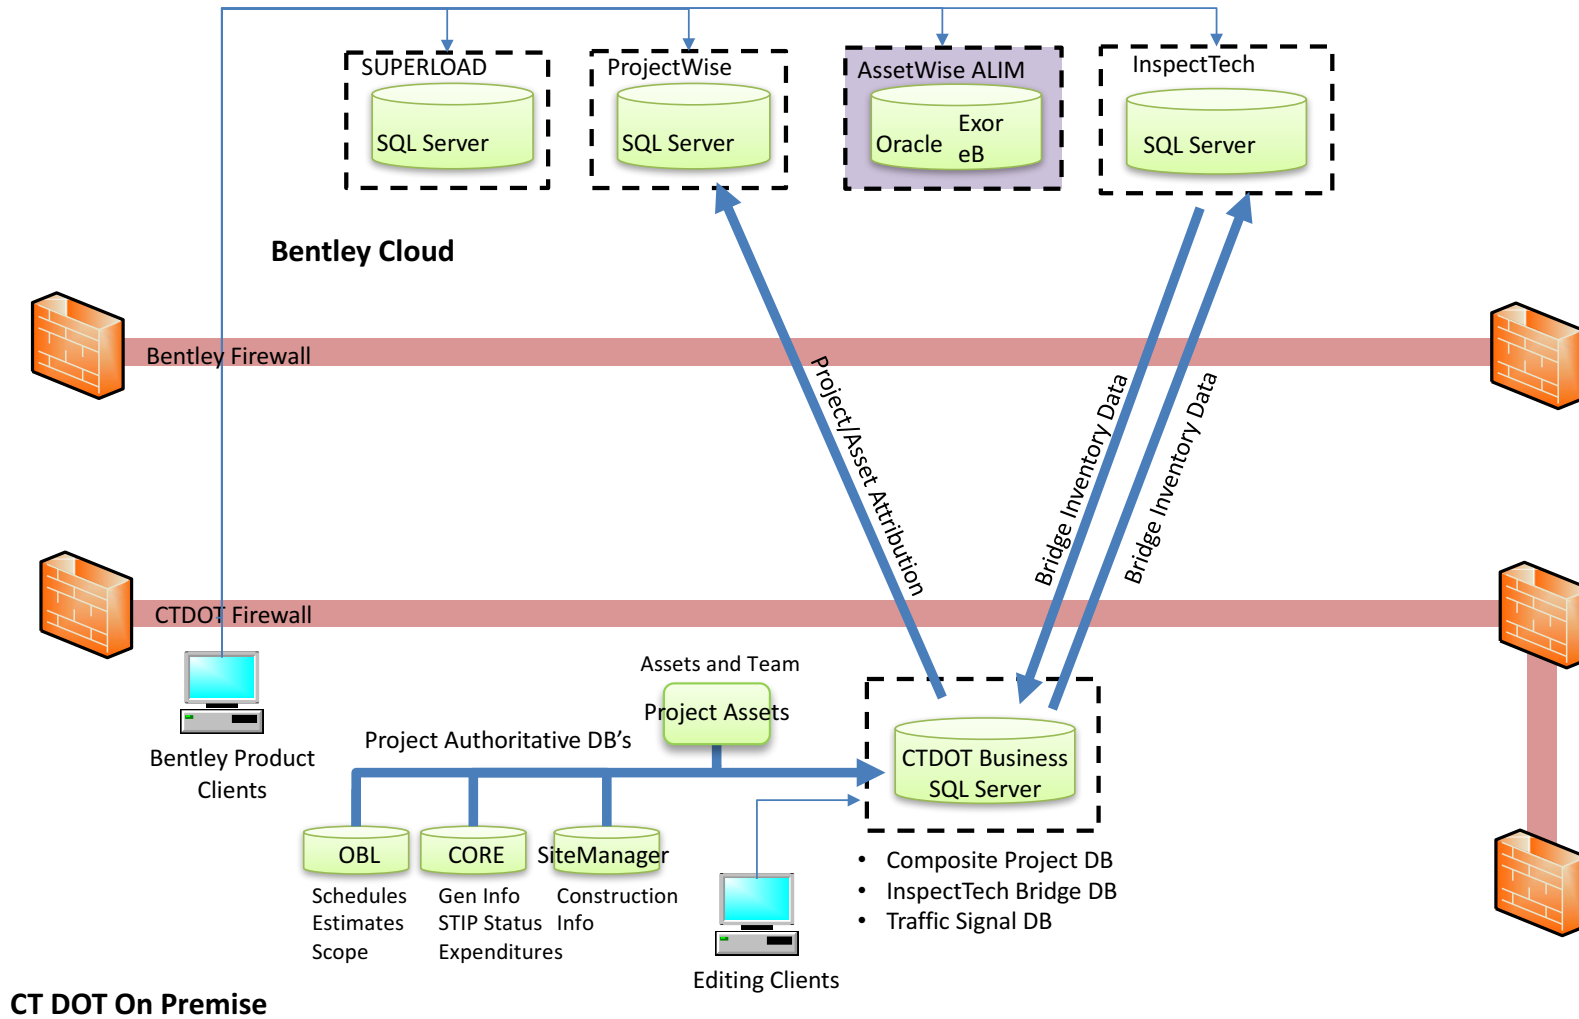 SUPERLOAD
SQL Server
ProjectWise
SQL Server
AssetWise ALIM
Oracle
Exor
eB
InspectTech
SQL Server
Bentley Cloud
Bentley Firewall
Project/Asset Attribution
Bridge Inventory Data
Bridge Inventory Data
CTDOT Firewall
Bentley Product
Clients
Assets and Team
Project Assets
Project Authoritative DB's
CTDOT Business
SQL Server
OBL
CORE
SiteManager
Schedules
Estimates
Scope
Gen Info
STIP Status
Expenditures
Construction
Info
Editing Clients
• Composite Project DB
• InspectTech Bridge DB
• Traffic Signal DB
CT DOT On Premise